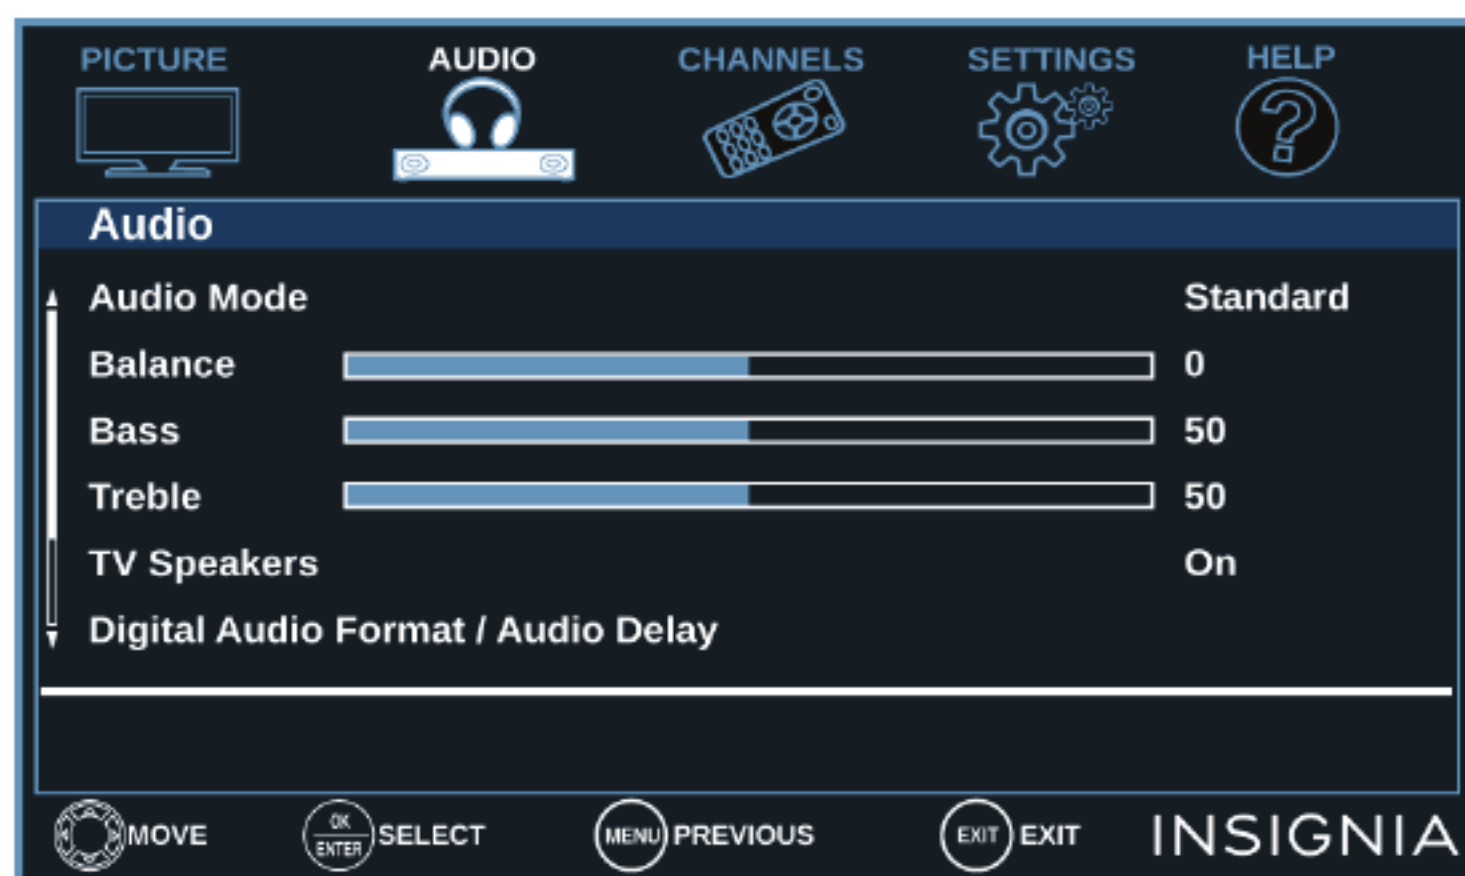 PICTURE AUDIO CHANNELS SETTINGS HELP
?
Audio
Audio Mode Standard
Balance 0
Bass 50
Treble 50
TV Speakers On
Digital Audio Format / Audio Delay
MOVE OK ENTER SELECT MENU PREVIOUS EXIT EXIT INSIGNIA